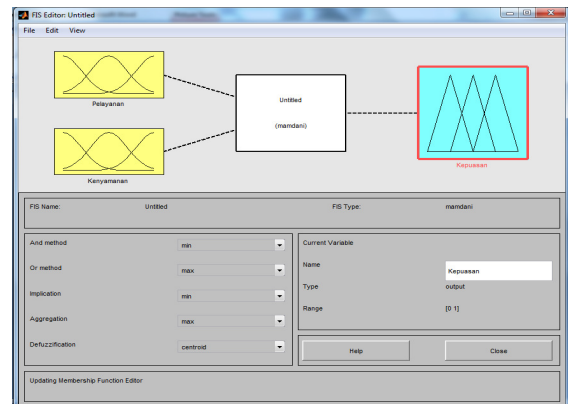 FIS Editor: Untitled
File Edit View
Pelayanan
Kenyamanan
Untitled
(mamdani)
Kepuasan
FIS Name: Untitled FIS Type: mamdani
And method min
Or method max
Implication min
Aggregation max
Defuzzification centroid
Current Variable
Name Kepuasan
Type output
Range [0 1]
Help Close
Updating Membership Function Editor